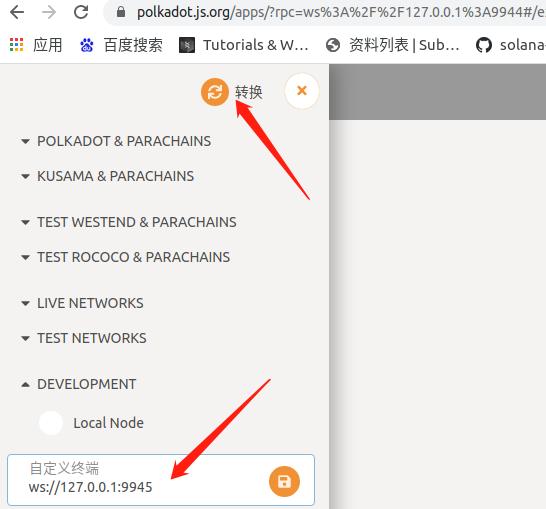 polkadot.js.org/apps/?rpc=ws%3A%2F%2F127.0.0.1%3A9944#/e
应用 百度搜索 Tutorials & W... 资料列表 | Sub... solana
转换
POLKADOT & PARACHAINS
KUSAMA & PARACHAINS
TEST WESTEND & PARACHAINS
TEST ROCOCO & PARACHAINS
LIVE NETWORKS
TEST NETWORKS
DEVELOPMENT
Local Node
自定义终端
ws://127.0.0.1:9945